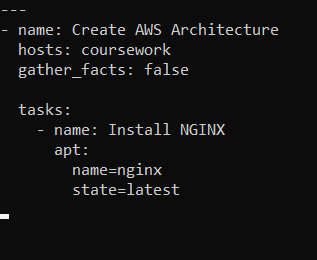 ---
- name: Create AWS Architecture
  hosts: coursework
  gather_facts: false

  tasks:
    - name: Install NGINX
      apt:
        name=nginx
        state=latest